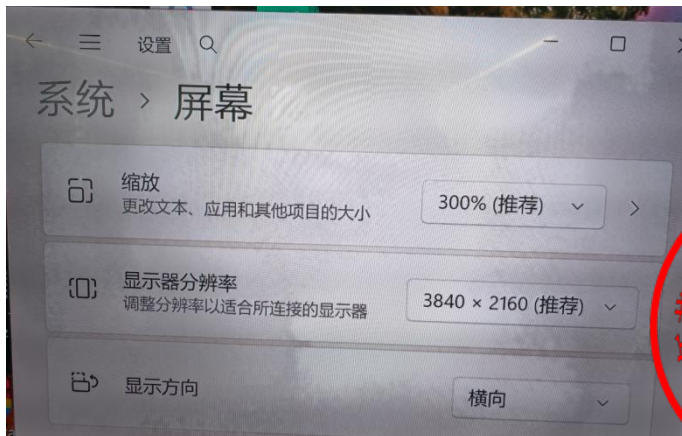 设置
系统 > 屏幕
缩放
更改文本、应用和其他项目的大小
300% (推荐)
显示器分辨率
调整分辨率以适合所连接的显示器
3840 × 2160 (推荐)
显示方向
横向